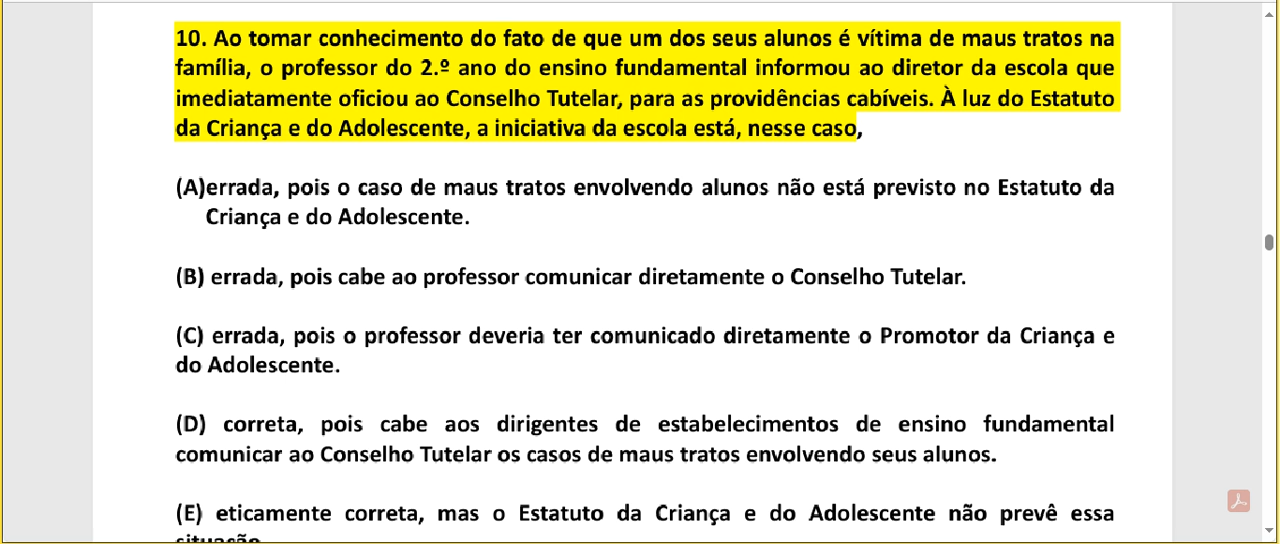 10. Ao tomar conhecimento do fato de que um dos seus alunos é vítima de maus tratos na
família, o professor do 2.º ano do ensino fundamental informou ao diretor da escola que
imediatamente oficiou ao Conselho Tutelar, para as providências cabíveis. À luz do Estatuto
da Criança e do Adolescente, a iniciativa da escola está, nesse caso,
(A)errada, pois o caso de maus tratos envolvendo alunos não está previsto no Estatuto da
Criança e do Adolescente.
(B) errada, pois cabe ao professor comunicar diretamente o Conselho Tutelar.
(C) errada, pois o professor deveria ter comunicado diretamente o Promotor da Criança e
do Adolescente.
(D) correta, pois cabe aos dirigentes de estabelecimentos de ensino fundamental
comunicar ao Conselho Tutelar os casos de maus tratos envolvendo seus alunos.
(E) eticamente correta, mas o Estatuto da Criança e do Adolescente não prevê essa
situação.